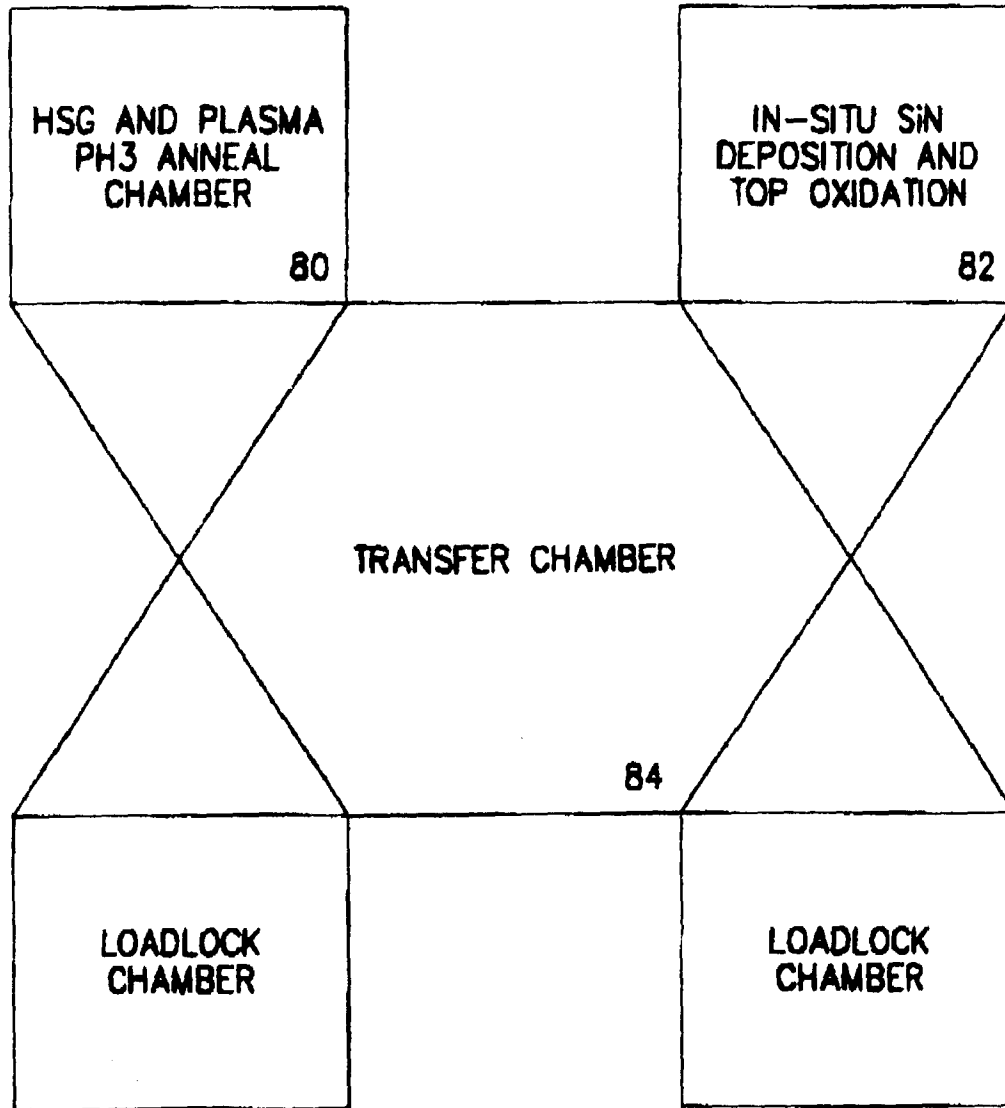 HSG AND PLASMA
PH3 ANNEAL
CHAMBER
80
IN-SITU SiN
DEPOSITION AND
TOP OXIDATION
82
TRANSFER CHAMBER
84
LOADLOCK
CHAMBER
LOADLOCK
CHAMBER